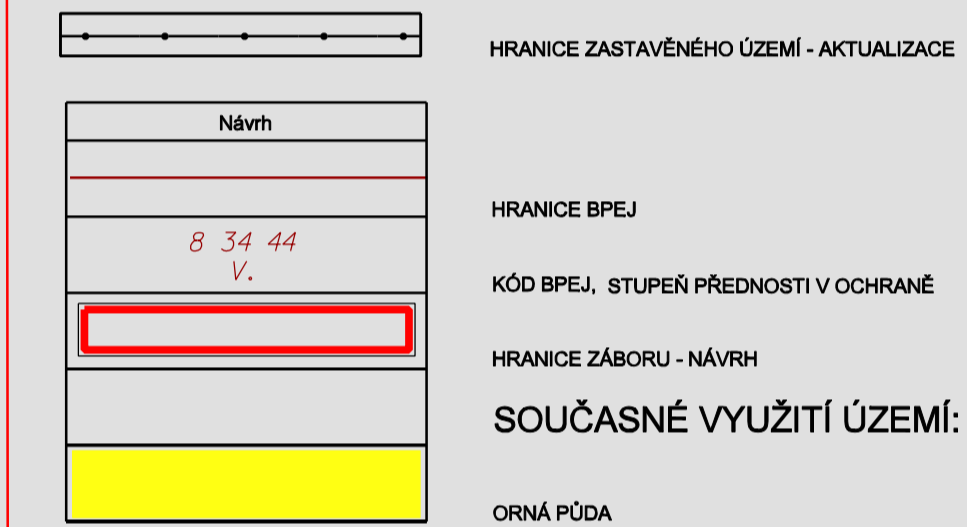 HRANICE ZASTAVĚNÉHO ÚZEMÍ - AKTUALIZACE
Návrh
HRANICE BPEJ
8 34 44
V.
KÓD BPEJ, STUPEŇ PŘEDNOSTI V OCHRANĚ
HRANICE ZÁBORU - NÁVRH
SOUČASNÉ VYUŽITÍ ÚZEMÍ:
ORNÁ PŮDA